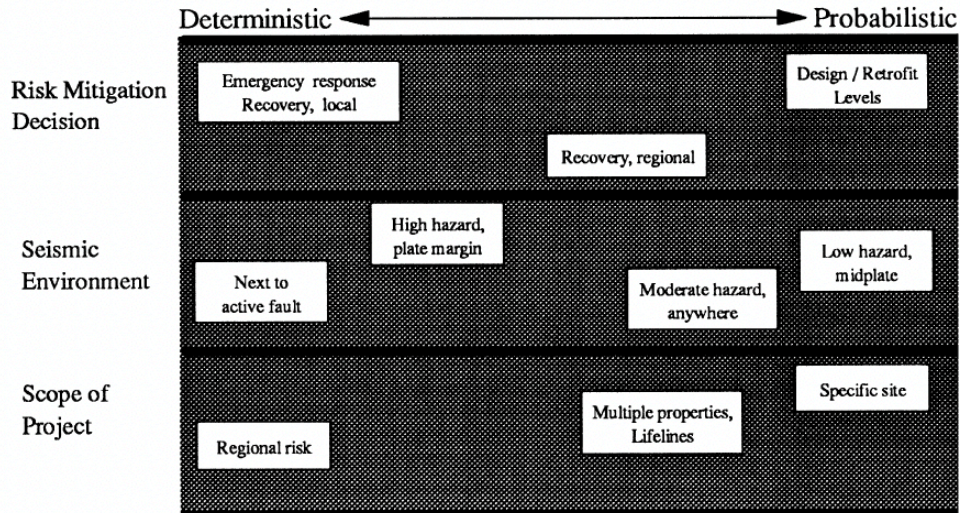 Deterministic
Probabilistic
Risk Mitigation
Decision
Emergency response
Recovery, local
Design / Retrofit
Levels
Recovery, regional
Seismic
Environment
High hazard,
plate margin
Low hazard,
midplate
Next to
active fault
Moderate hazard,
anywhere
Scope of
Project
Specific site
Multiple properties,
Lifelines
Regional risk